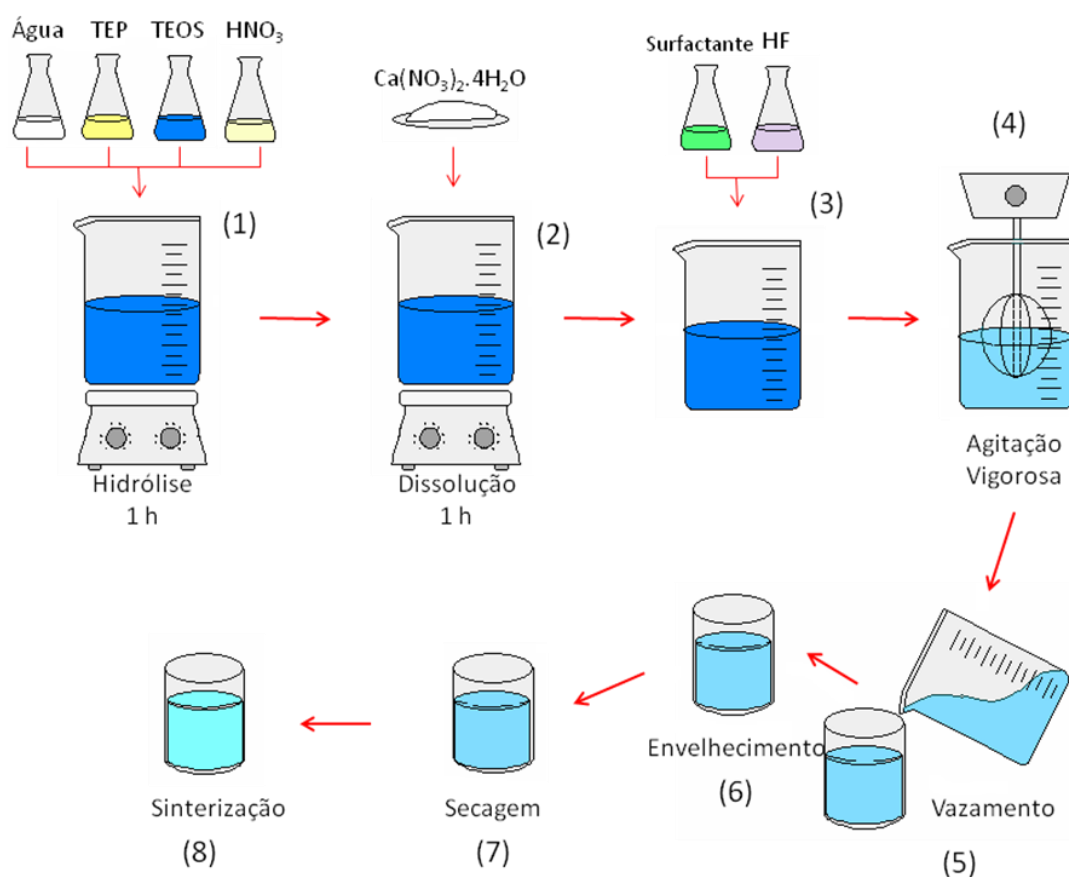 Água TEP TEOS HNO₃
Ca(NO₃)₂.4H₂O
Surfactante HF
(1)
(2)
(3)
(4)
Hidrólise
1 h
Dissolução
1 h
Agitação
Vigorosa
Vazamento
(5)
Envelhecimento
(6)
Secagem
(7)
Sinterização
(8)